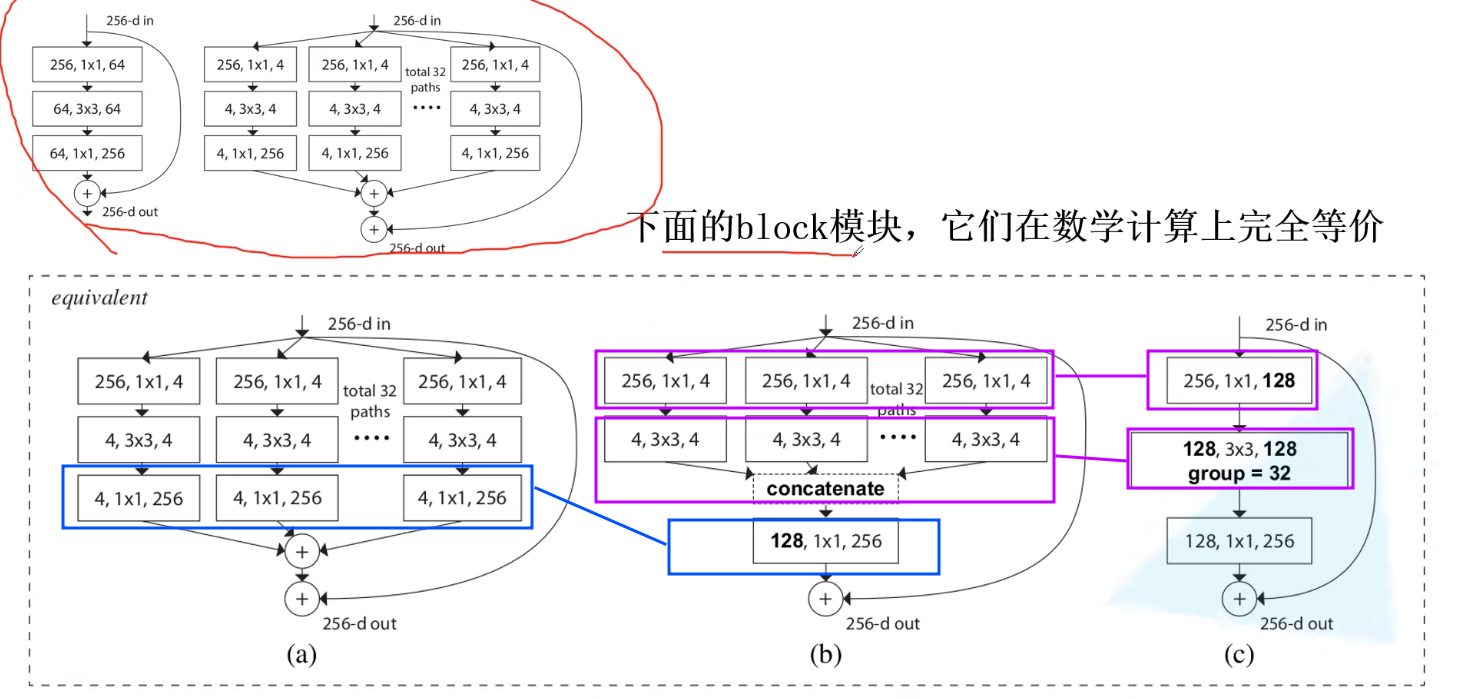 256-d in
256, 1x1, 64
64, 3x3, 64
64, 1x1, 256
+
256-d out
256-d in
256, 1x1, 4
256, 1x1, 4
total 32
paths
....
256, 1x1, 4
4, 3x3, 4
4, 3x3, 4
4, 3x3, 4
4, 1x1, 256
4, 1x1, 256
4, 1x1, 256
+
+
256-d out
下面的block模块，它们在数学计算上完全等价
equivalent
256-d in
256, 1x1, 4
256, 1x1, 4
total 32
paths
....
256, 1x1, 4
4, 3x3, 4
4, 3x3, 4
4, 3x3, 4
4, 1x1, 256
4, 1x1, 256
4, 1x1, 256
+
+
256-d out
(a)
256-d in
256, 1x1, 4
256, 1x1, 4
total 32
paths
....
256, 1x1, 4
4, 3x3, 4
4, 3x3, 4
4, 3x3, 4
concatenate
128, 1x1, 256
+
256-d out
(b)
256-d in
256, 1x1, 128
128, 3x3, 128
group = 32
128, 1x1, 256
+
256-d out
(c)